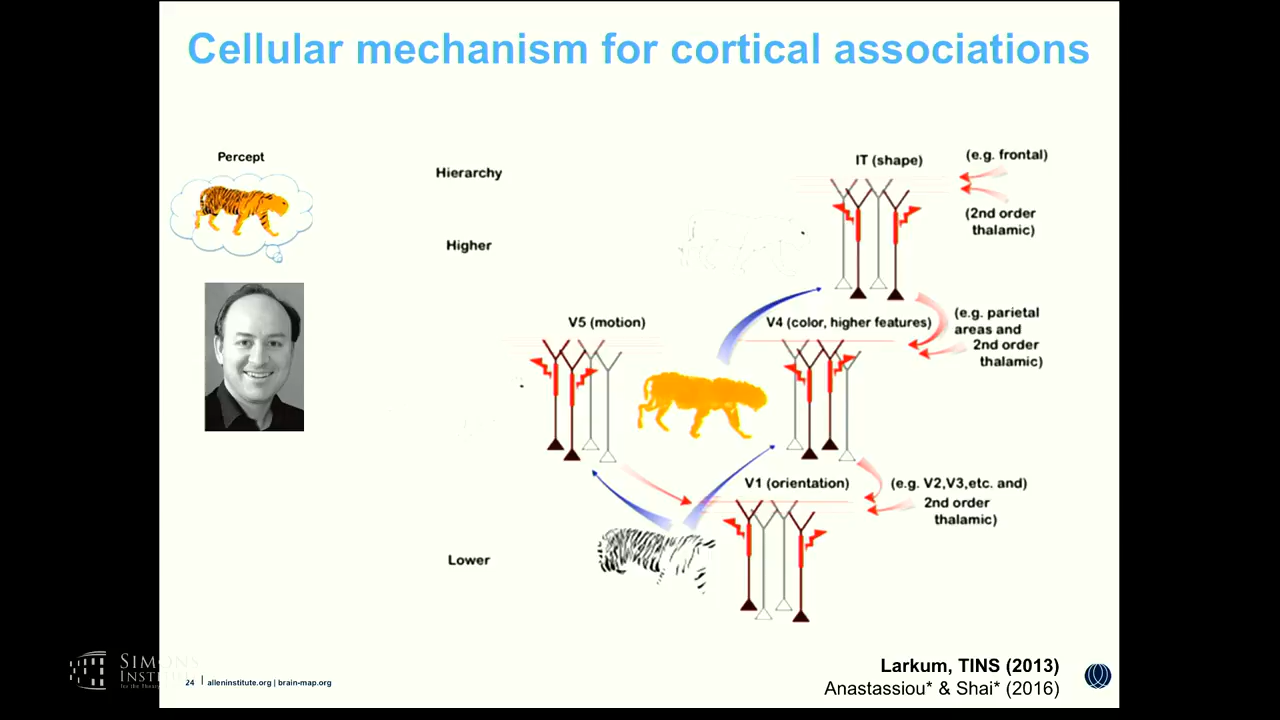 Cellular mechanism for cortical associations
Percept
Hierarchy
Higher
Lower
IT (shape)
(e.g. frontal)
(2nd order
thalamic)
V5 (motion)
V4 (color, higher features)
(e.g. parietal
areas and
2nd order
thalamic)
V1 (orientation)
(e.g. V2,V3,etc. and)
2nd order
thalamic)
Larkum, TINS (2013)
Anastassiou* & Shai* (2016)
24 | alleninstitute.org | brain-map.org
SIMONS